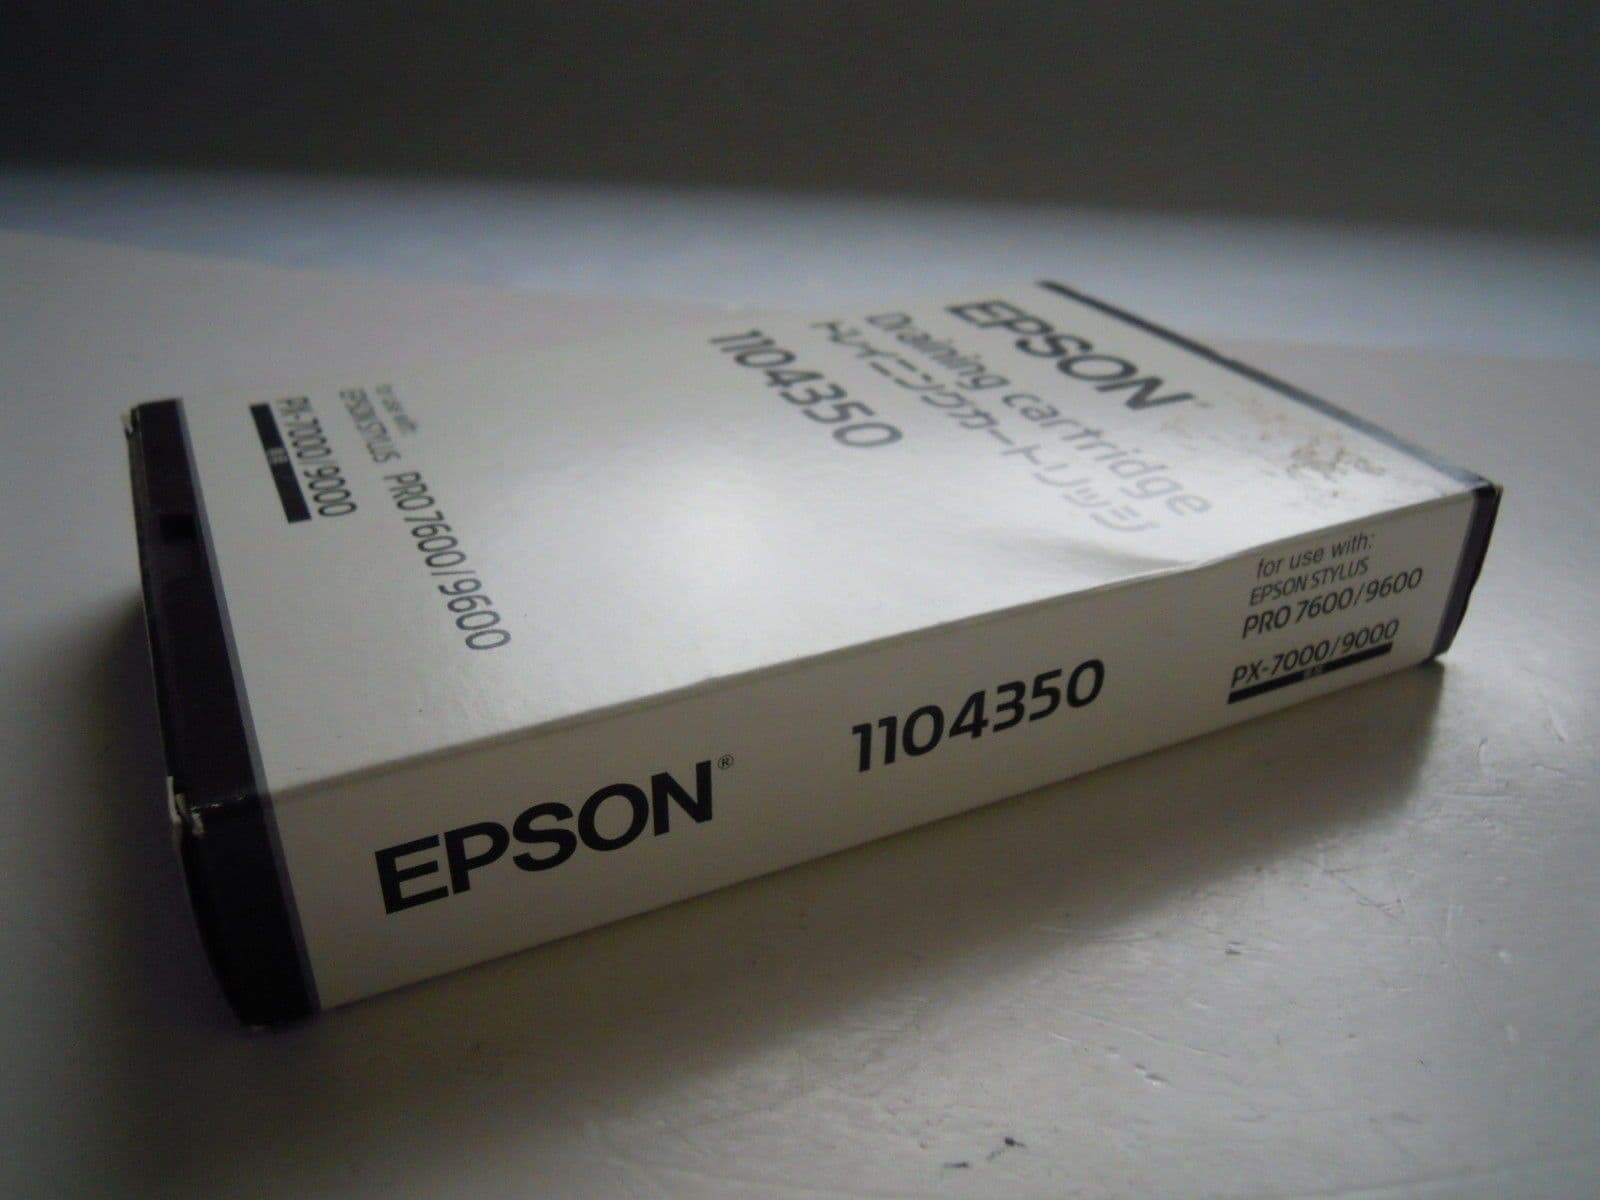 EPSON
Draining cartridge
ドレイニングカートリッジ
1104350
for use with:
EPSON STYLUS PRO 7600/9600
PX-7000/9000
EPSON®
1104350
for use with:
EPSON STYLUS
PRO 7600/9600
PX-7000/9000